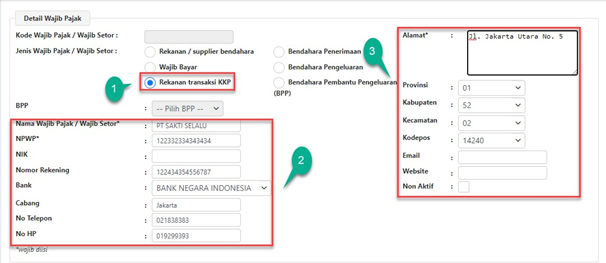 Detail Wajib Pajak
Kode Wajib Pajak / Wajib Setor :
Jenis Wajib Pajak / Wajib Setor :
Rekanan / supplier bendahara
Bendahara Penerimaan
Wajib Bayar
Bendahara Pengeluaran
Rekanan transaksi KKP
Bendahara Pembantu Pengeluaran (BPP)
1
BPP : -- Pilih BPP --
Nama Wajib Pajak / Wajib Setor* : PT SAKTI SELALU
NPWP* : 122332334343434
NIK :
Nomor Rekening : 122434354556787
Bank : BANK NEGARA INDONESIA
Cabang : Jakarta
No Telepon : 021838383
No HP : 019299393
*wajib diisi
2
3
Alamat* : Jl. Jakarta Utara No. 5
Provinsi : 01
Kabupaten : 52
Kecamatan : 02
Kodepos : 14240
Email :
Website :
Non Aktif :